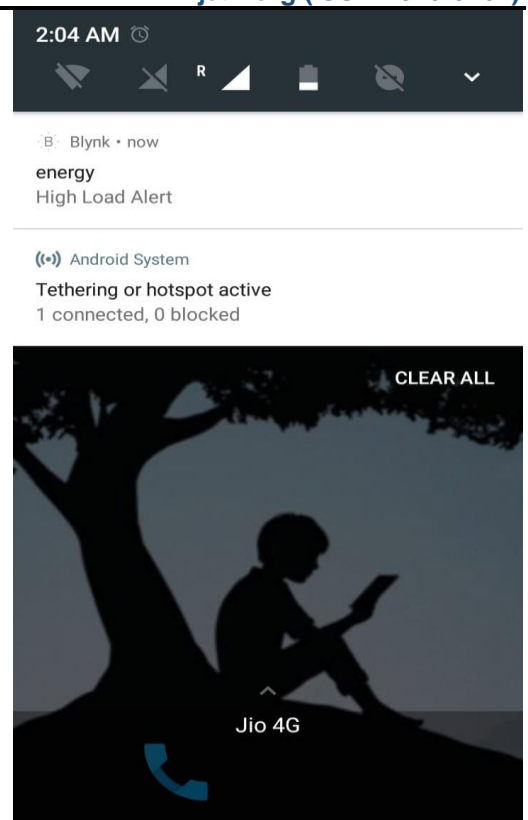 2:04 AM
R
B Blynk • now
energy
High Load Alert
Android System
Tethering or hotspot active
1 connected, 0 blocked
CLEAR ALL
Jio 4G